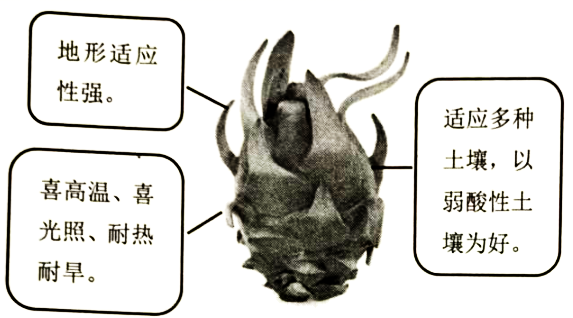 地形适应
性强。
喜高温、喜
光照、耐热
耐旱。
适应多种
土壤，以
弱酸性土
壤为好。